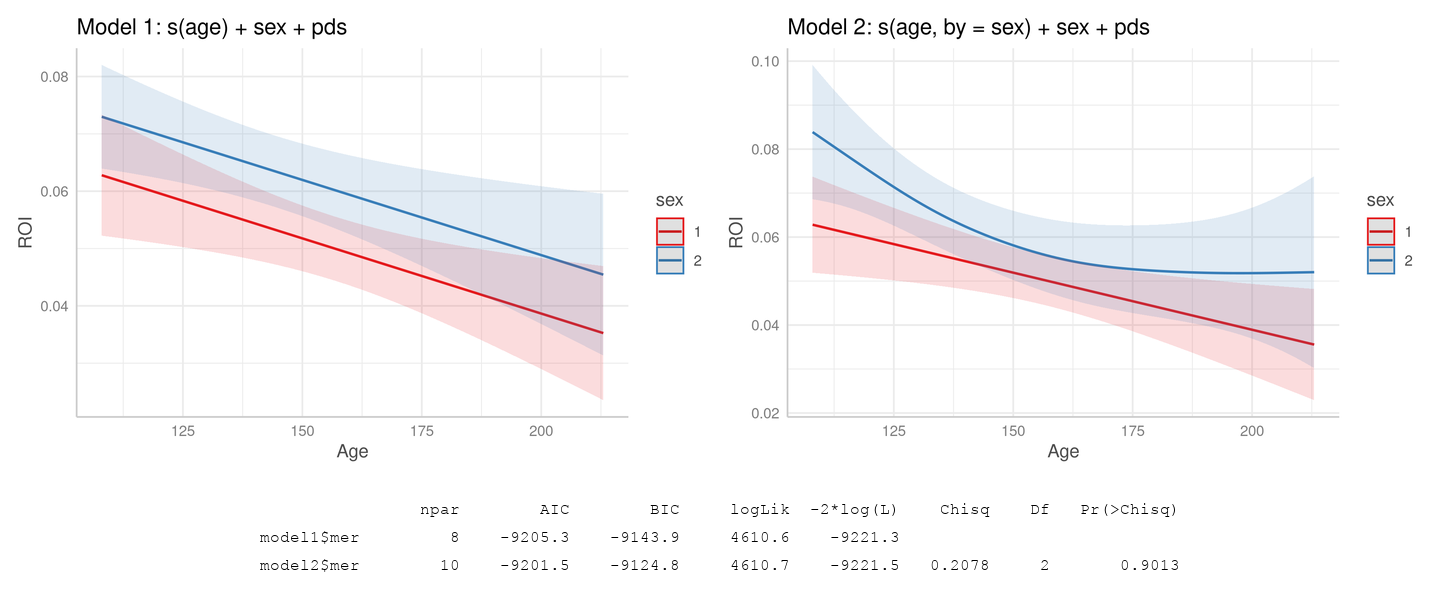 Model 1: s(age) + sex + pds
0.08
0.06
0.04
ROI
125 150 175 200
Age
sex
1
2
Model 2: s(age, by = sex) + sex + pds
0.10
0.08
0.06
0.04
0.02
ROI
125 150 175 200
Age
sex
1
2
npar AIC BIC logLik -2*log(L) Chisq Df Pr(>Chisq)
model1$mer 8 -9205.3 -9143.9 4610.6 -9221.3
model2$mer 10 -9201.5 -9124.8 4610.7 -9221.5 0.2078 2 0.9013